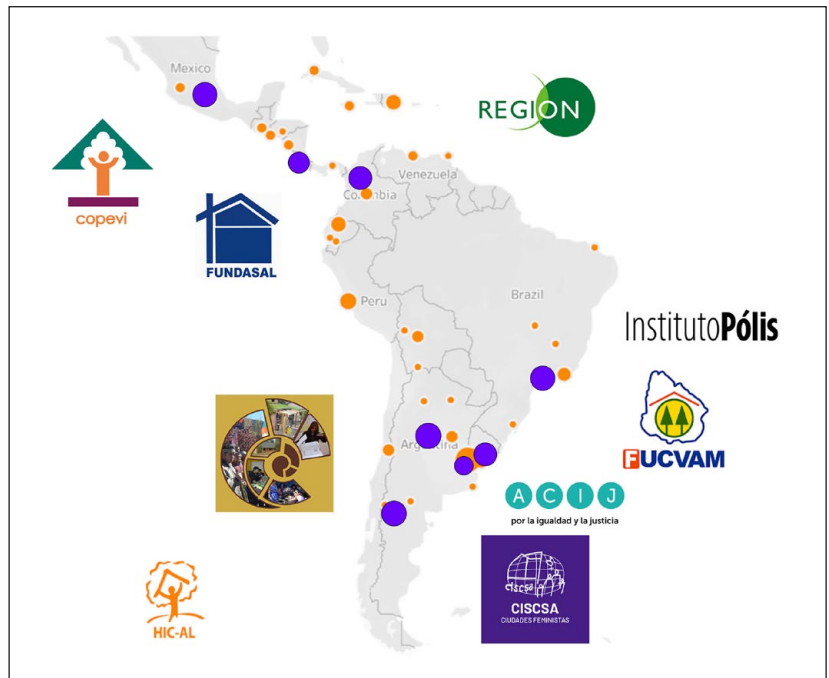 Mexico
REGION
copevi
Venezuela
Colombia
FUNDASAL
Peru
Brazil
InstitutoPólis
FUCVAM
Argentina
ACIJ
por la igualdad y la justicia
ciscsa
CISCSA
CIUDADES FEMINISTAS
HIC-AL